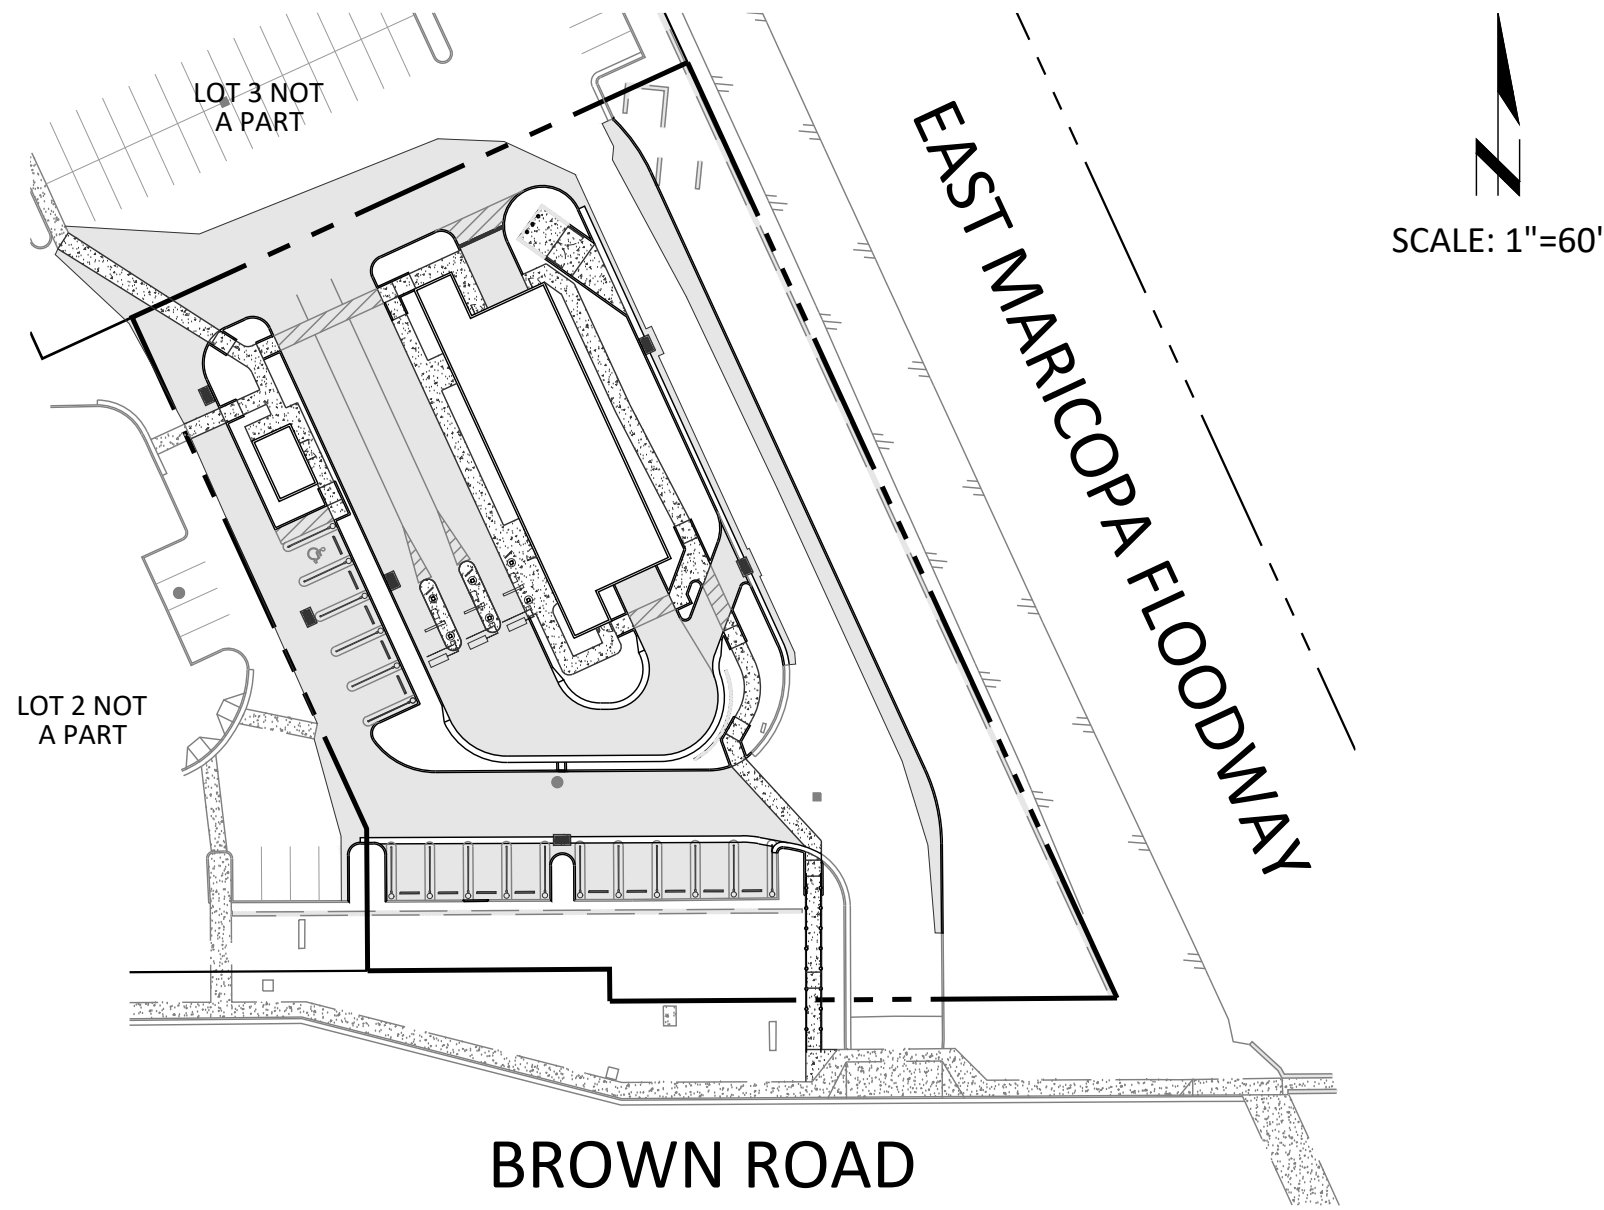 LOT 3 NOT
A PART
EAST MARICOPA FLOODWAY
SCALE: 1"=60'
LOT 2 NOT
A PART
BROWN ROAD